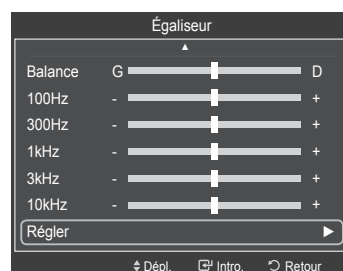 Égaliseur
▲
Balance G D
100Hz - +
300Hz - +
1kHz - +
3kHz - +
10kHz - +
Régler ►
Dépl. Intro. Retour